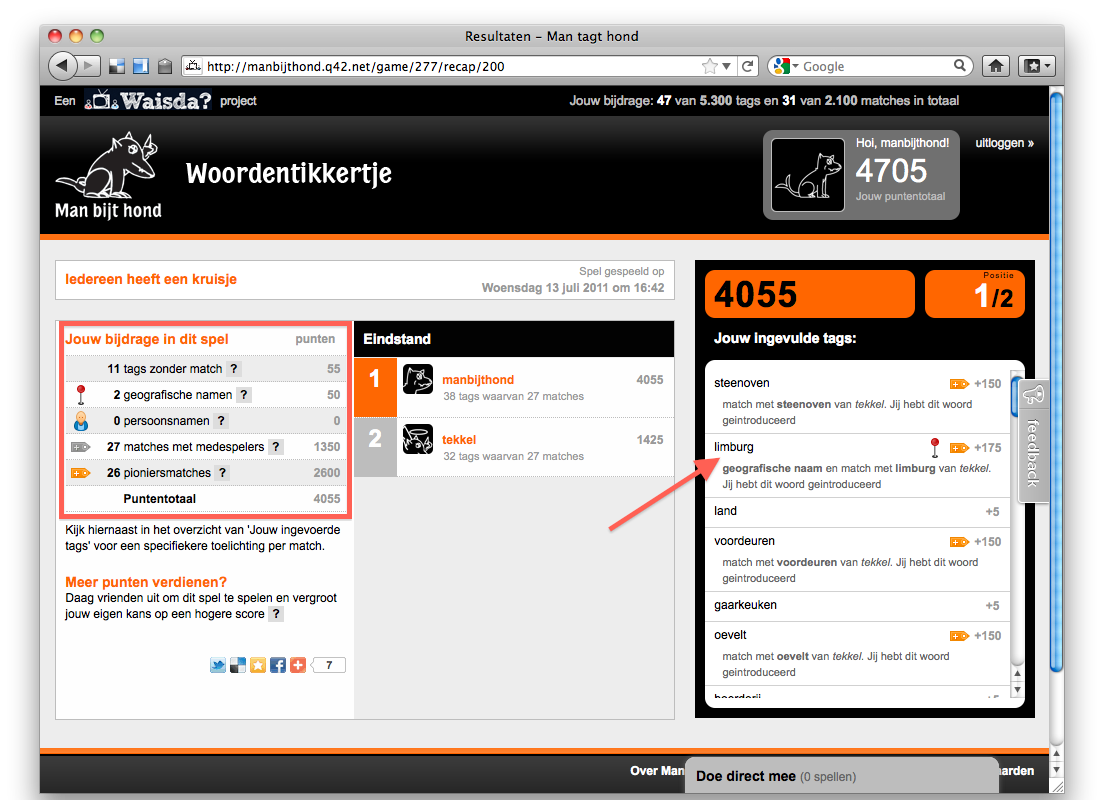 Resultaten – Man tagt hond
http://manbijthond.q42.net/game/277/recap/200
Google
Een Waisda? project
Jouw bijdrage: 47 van 5.300 tags en 31 van 2.100 matches in totaal
Man bijt hond
Woordentikkertje
Hoi, manbijthond!
4705
Jouw puntentotaal
uitloggen »
Iedereen heeft een kruisje
Spel gespeeld op
Woensdag 13 juli 2011 om 16:42
Jouw bijdrage in dit spel punten
11 tags zonder match ? 55
2 geografische namen ? 50
0 persoonsnamen ? 0
27 matches met medespelers ? 1350
26 pioniersmatches ? 2600
Puntentotaal 4055
Kijk hiernaast in het overzicht van 'Jouw ingevoerde
tags' voor een specifiekere toelichting per match.
Meer punten verdienen?
Daag vrienden uit om dit spel te spelen en vergroot
jouw eigen kans op een hogere score ?
7
Eindstand
1 manbijthond 4055
38 tags waarvan 27 matches
2 tekkel 1425
32 tags waarvan 27 matches
4055
Positie
1/2
Jouw ingevulde tags:
steenoven +150
match met steenoven van tekkel. Jij hebt dit woord
geintroduceerd
limburg +175
geografische naam en match met limburg van tekkel.
Jij hebt dit woord geintroduceerd
land +5
voordeuren +150
match met voordeuren van tekkel. Jij hebt dit woord
geintroduceerd
gaarkeuken +5
oevelt +150
match met oevelt van tekkel. Jij hebt dit woord
geintroduceerd
feedback
Over Man
Doe direct mee (0 spellen)
arden